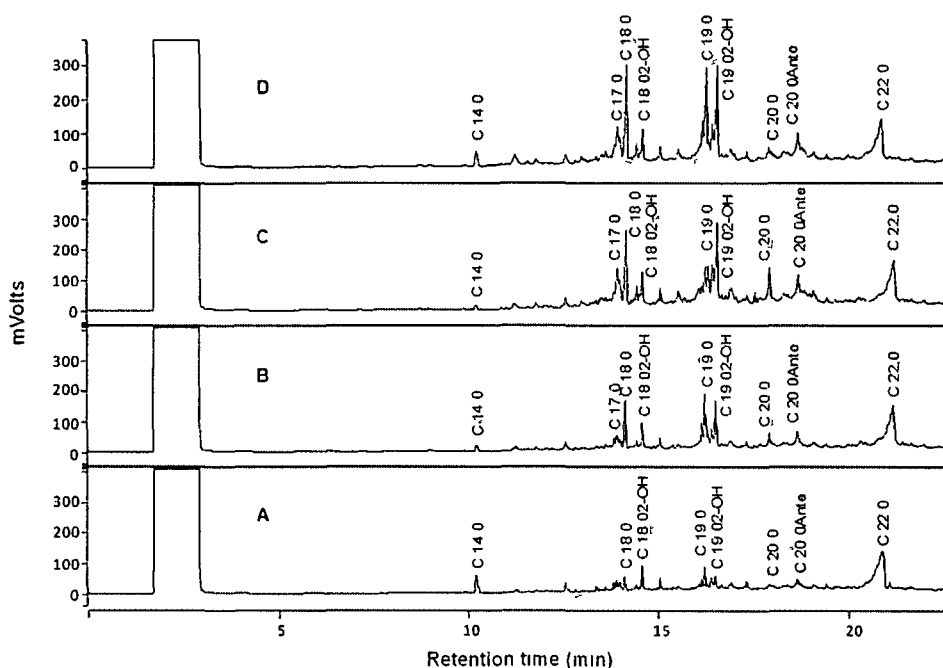 mVolts
300
200
100
0
D
C 14 0
C 17 0
C 18 0
C 18 02-OH
C 19 0
C 19 02-OH
C 20 0
C 20 0Ante
C 22 0
300
200
100
0
C
C 14 0
C 17 0
C 18 0
C 18 02-OH
C 19 0
C 19 02-OH
C 20 0
C 20 0Ante
C 22.0
300
200
100
0
B
C.14 0
C 17 0
C 18 0
C 18 02-OH
C 19 0
C 19 02-OH
C 20 0
C 20 0Ante
C 22.0
300
200
100
0
A
C 14 0
C 18 0
C 18 02-OH
C 19 0
C 19 02-OH
C 20 0
C 20 0Ante
C 22 0
5
10
15
20
Retention time (min)